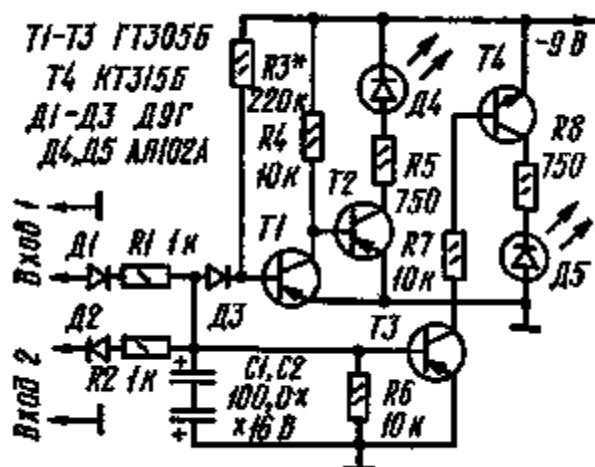 Т1-Т3 ГТ305Б
Т4 КТ315Б
Д1-Д3 Д9Г
Д4,Д5 АЛ102А
R3*
220к
R4
10к
Д4
R5
750
Т4
-9 В
R8
750
Т2
Т1
R7
10к
Д5
Вход 1
Д1
R1 1к
Д3
Т3
Д2
R2 1к
Вход 2
С1, С2
100,0×
×16 В
R6
10к
+
+